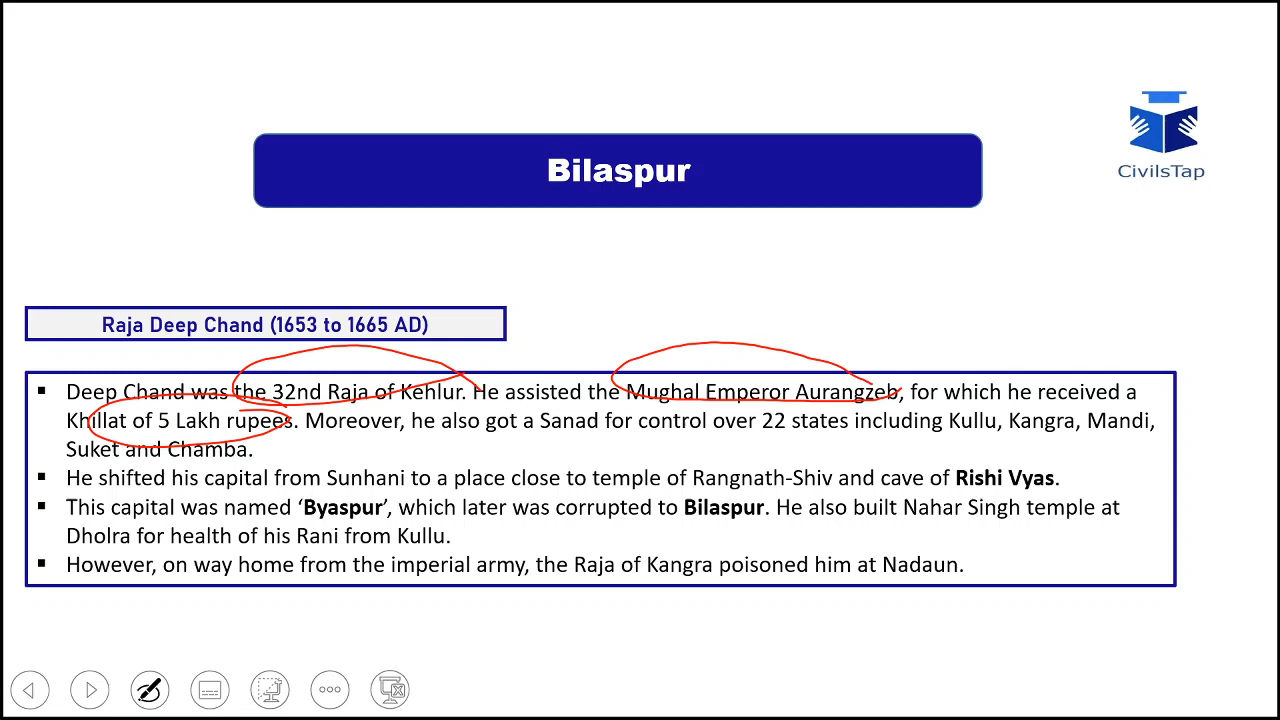 CivilsTap
Bilaspur
Raja Deep Chand (1653 to 1665 AD)
▪ Deep Chand was the 32nd Raja of Kehlur. He assisted the Mughal Emperor Aurangzeb, for which he received a
Khillat of 5 Lakh rupees. Moreover, he also got a Sanad for control over 22 states including Kullu, Kangra, Mandi,
Suket and Chamba.
▪ He shifted his capital from Sunhani to a place close to temple of Rangnath-Shiv and cave of Rishi Vyas.
▪ This capital was named ‘Byaspur’, which later was corrupted to Bilaspur. He also built Nahar Singh temple at
Dholra for health of his Rani from Kullu.
▪ However, on way home from the imperial army, the Raja of Kangra poisoned him at Nadaun.